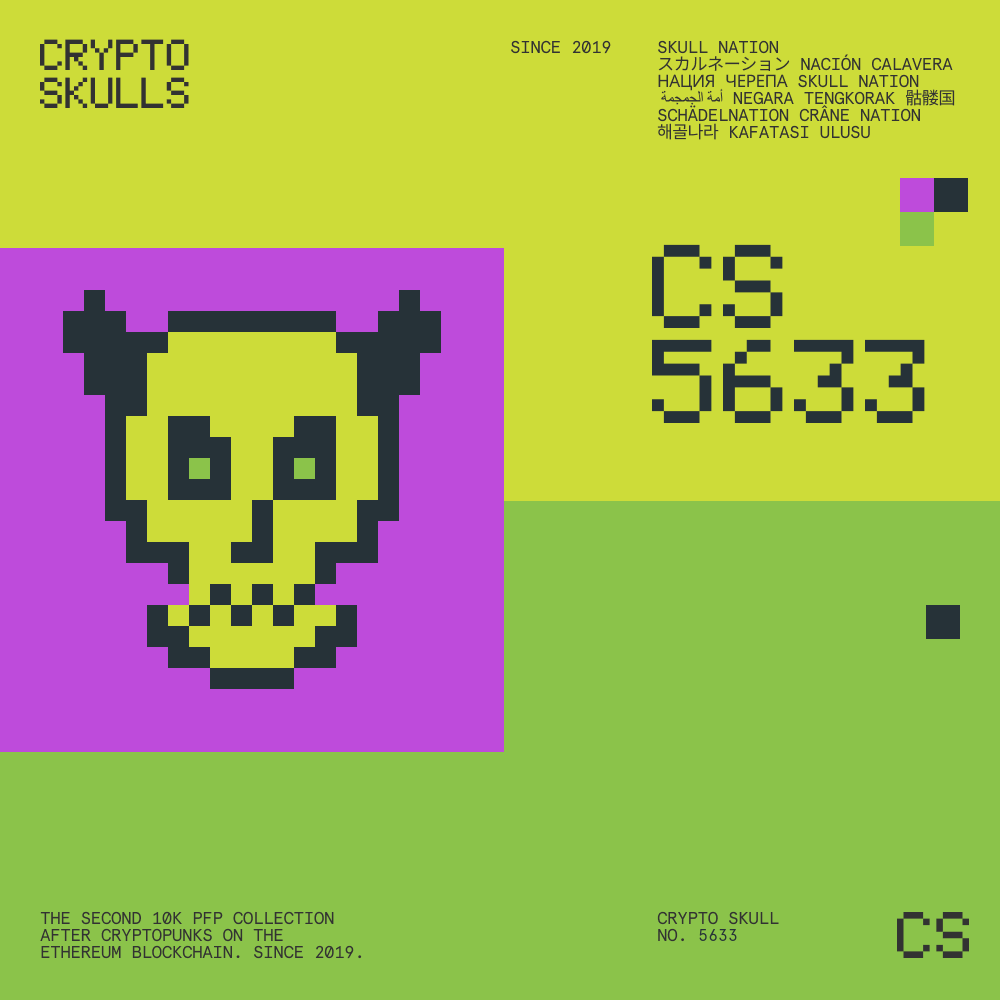 CRYPTO
SKULLS
SINCE 2019
SKULL NATION
スカルネーション NACIÓN CALAVERA
НАЦИЯ ЧЕРЕПА SKULL NATION
أمة الجمجمة NEGARA TENGKORAK 骷髅国
SCHÄDELNATION CRÂNE NATION
해골나라 KAFATASI ULUSU
CS
5633
THE SECOND 10K PFP COLLECTION
AFTER CRYPTOPUNKS ON THE
ETHEREUM BLOCKCHAIN. SINCE 2019.
CRYPTO SKULL
NO. 5633
CS